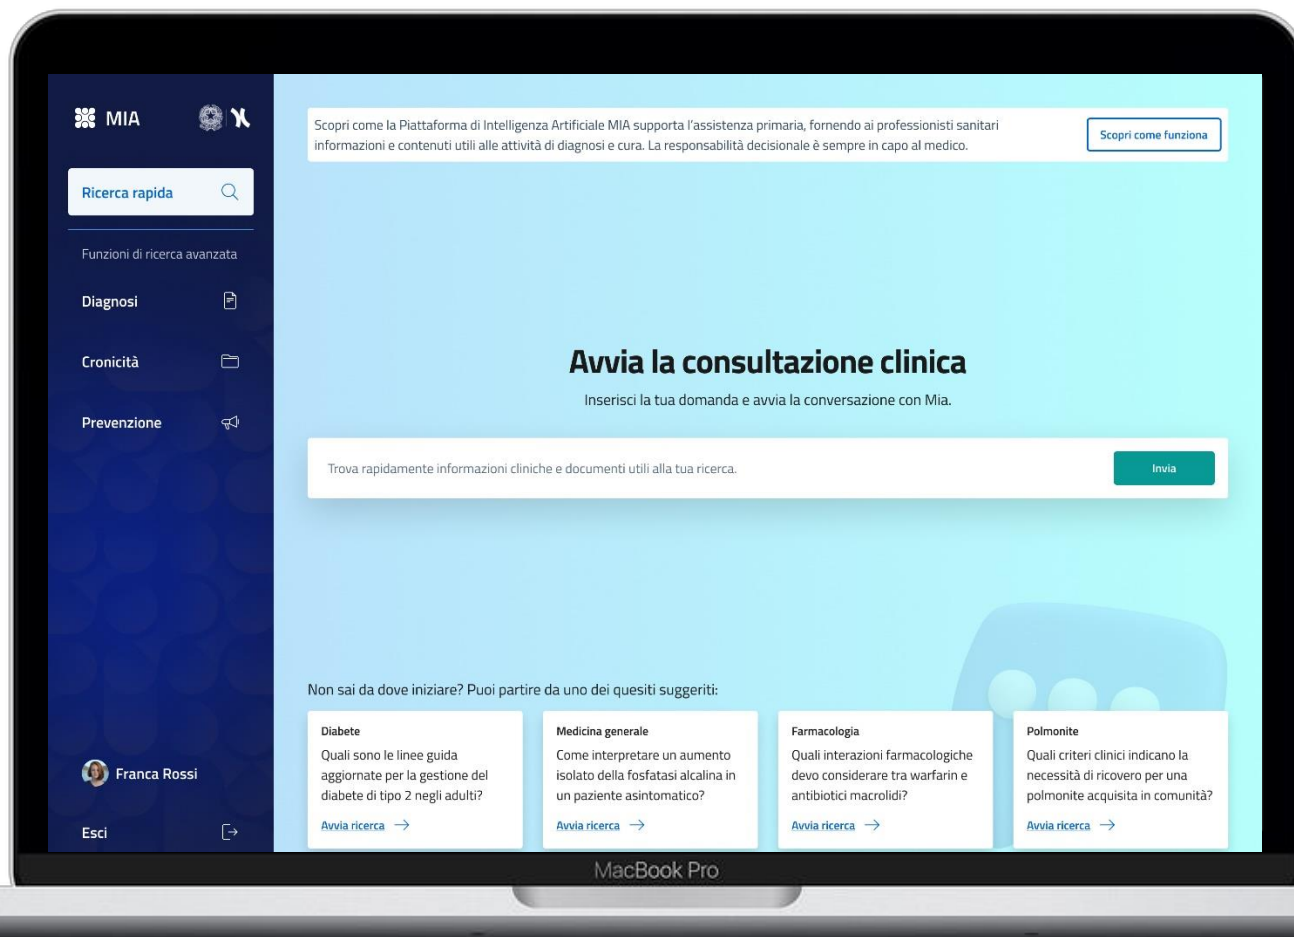 MIA
Ricerca rapida
Funzioni di ricerca avanzata
Diagnosi
Cronicità
Prevenzione
Franca Rossi
Esci
Scopri come la Piattaforma di Intelligenza Artificiale MIA supporta l'assistenza primaria, fornendo ai professionisti sanitari
informazioni e contenuti utili alle attività di diagnosi e cura. La responsabilità decisionale è sempre in capo al medico.
Scopri come funziona
Avvia la consultazione clinica
Inserisci la tua domanda e avvia la conversazione con Mia.
Trova rapidamente informazioni cliniche e documenti utili alla tua ricerca.
Invia
Non sai da dove iniziare? Puoi partire da uno dei quesiti suggeriti:
Diabete
Quali sono le linee guida
aggiornate per la gestione del
diabete di tipo 2 negli adulti?
Avvia ricerca
Medicina generale
Come interpretare un aumento
isolato della fosfatasi alcalina in
un paziente asintomatico?
Avvia ricerca
Farmacologia
Quali interazioni farmacologiche
devo considerare tra warfarin e
antibiotici macrolidi?
Avvia ricerca
Polmonite
Quali criteri clinici indicano la
necessità di ricovero per una
polmonite acquisita in comunità?
Avvia ricerca
MacBook Pro